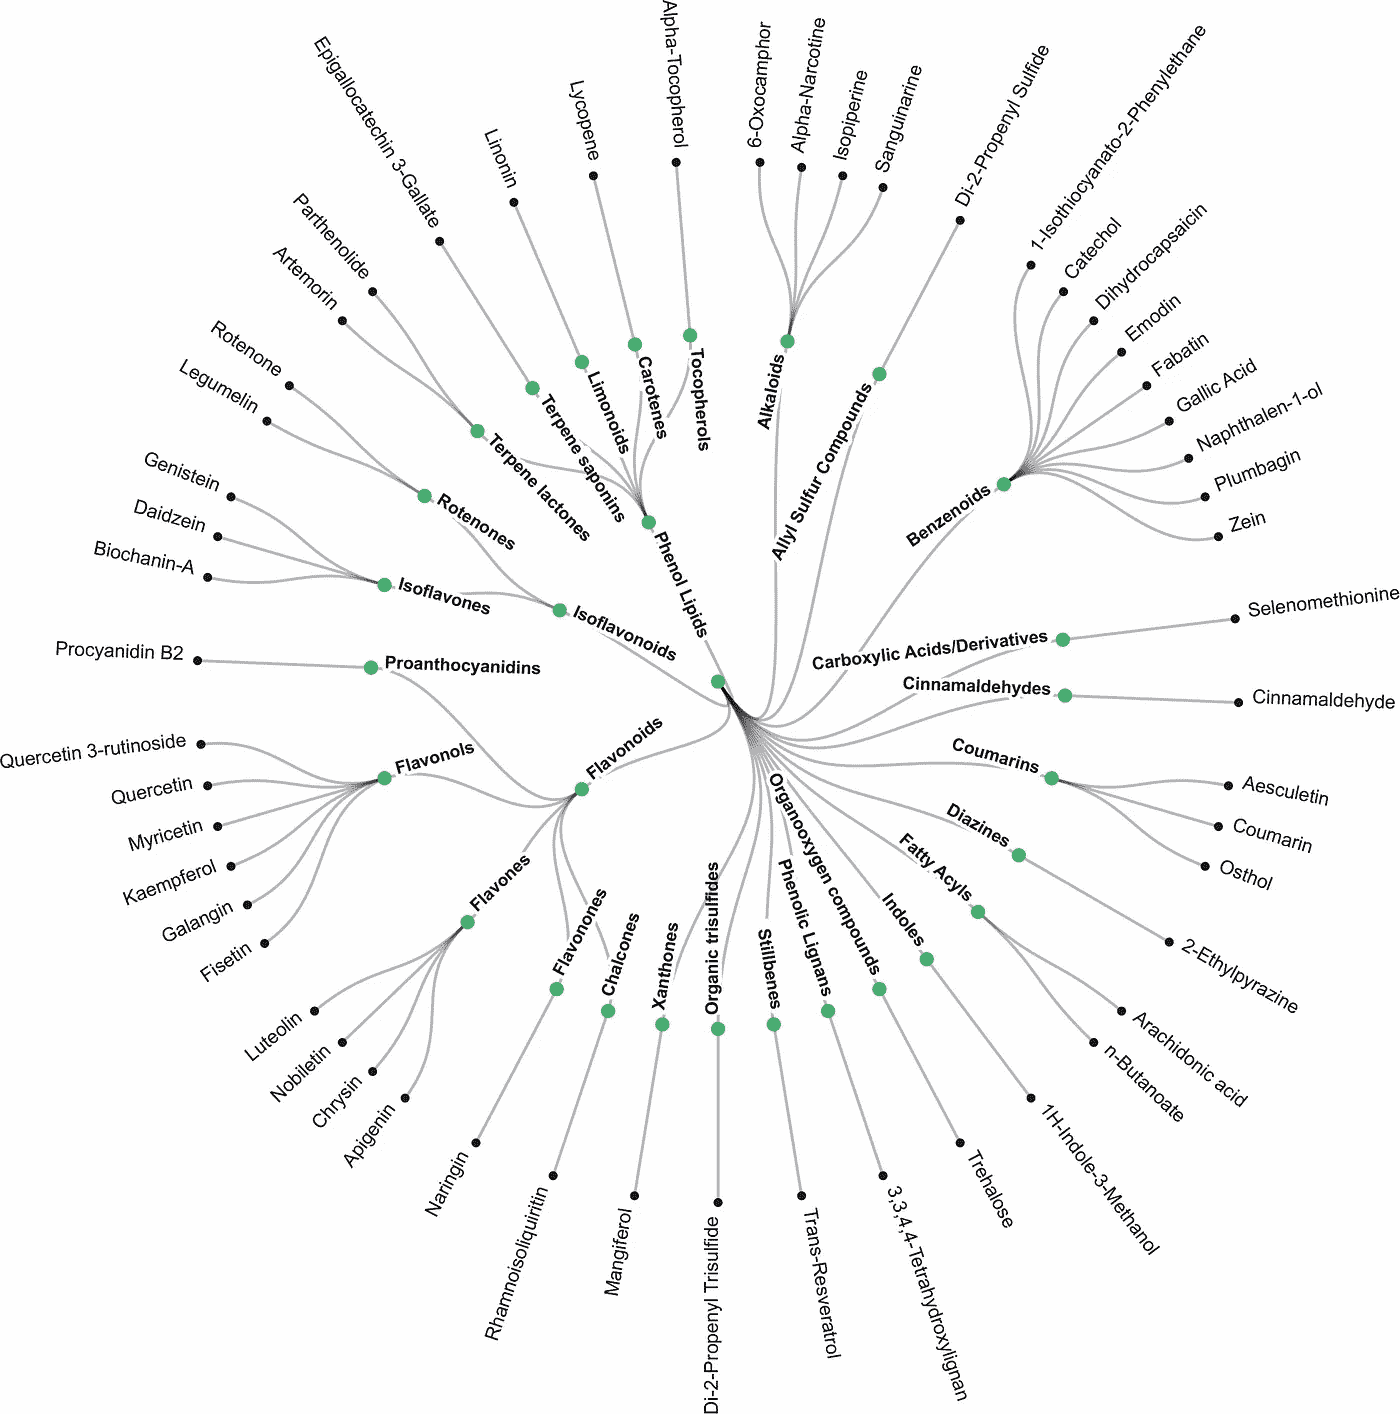 Alpha-Tocopherol
6-Oxocamphor
Alpha-Narcotine
Isopiperine
Sanguinarine
Di-2-Propenyl Sulfide
1-Isothiocyanato-2-Phenylethane
Catechol
Dihydrocapsaicin
Emodin
Fabatin
Gallic Acid
Naphthalen-1-ol
Plumbagin
Zein
Selenomethionine
Cinnamaldehyde
Aesculetin
Coumarin
Osthol
2-Ethylpyrazine
Arachidonic acid
n-Butanoate
1H-Indole-3-Methanol
Trehalose
3,3,4,4-Tetrahydroxylignan
Trans-Resveratrol
Di-2-Propenyl Trisulfide
Mangiferol
Rhamnoisoliquiritin
Naringin
Apigenin
Chrysin
Nobiletin
Luteolin
Fisetin
Galangin
Kaempferol
Myricetin
Quercetin
Quercetin 3-rutinoside
Procyanidin B2
Biochanin-A
Daidzein
Genistein
Legumelin
Rotenone
Artemorin
Parthenolide
Epigallocatechin 3-Gallate
Linonin
Lycopene
Tocopherols
Carotenes
Limonoids
Terpene saponins
Terpene lactones
Phenol Lipids
Rotenones
Isoflavones
Isoflavonoids
Proanthocyanidins
Flavonols
Flavonoids
Flavones
Flavonones
Chalcones
Xanthones
Organic trisulfides
Stillbenes
Phenolic Lignans
Organooxygen compounds
Indoles
Fatty Acyls
Diazines
Coumarins
Cinnamaldehydes
Carboxylic Acids/Derivatives
Benzenoids
Allyl Sulfur Compounds
Alkaloids